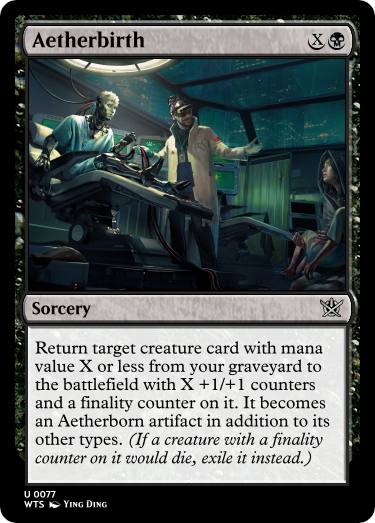 Aetherbirth X
Sorcery
Return target creature card with mana
value X or less from your graveyard to
the battlefield with X +1/+1 counters
and a finality counter on it. It becomes
an Aetherborn artifact in addition to its
other types. (If a creature with a finality
counter on it would die, exile it instead.)
U 0077
WTS Ying Ding